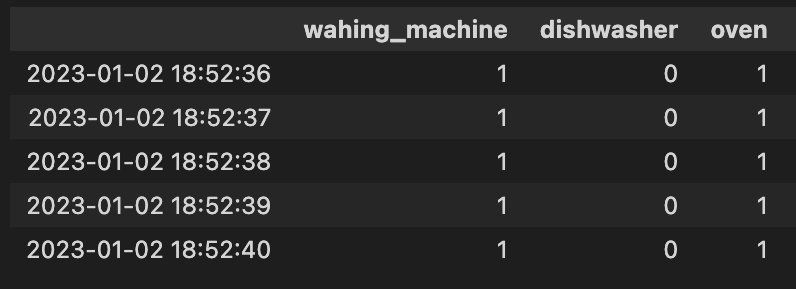 wahing_machine dishwasher oven
2023-01-02 18:52:36 1 0 1
2023-01-02 18:52:37 1 0 1
2023-01-02 18:52:38 1 0 1
2023-01-02 18:52:39 1 0 1
2023-01-02 18:52:40 1 0 1